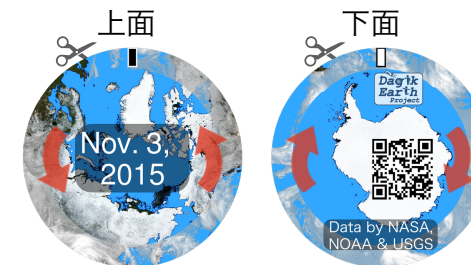 上面
下面
Nov. 3,
2015
Dagik
Earth
Project
Data by NASA,
NOAA & USGS